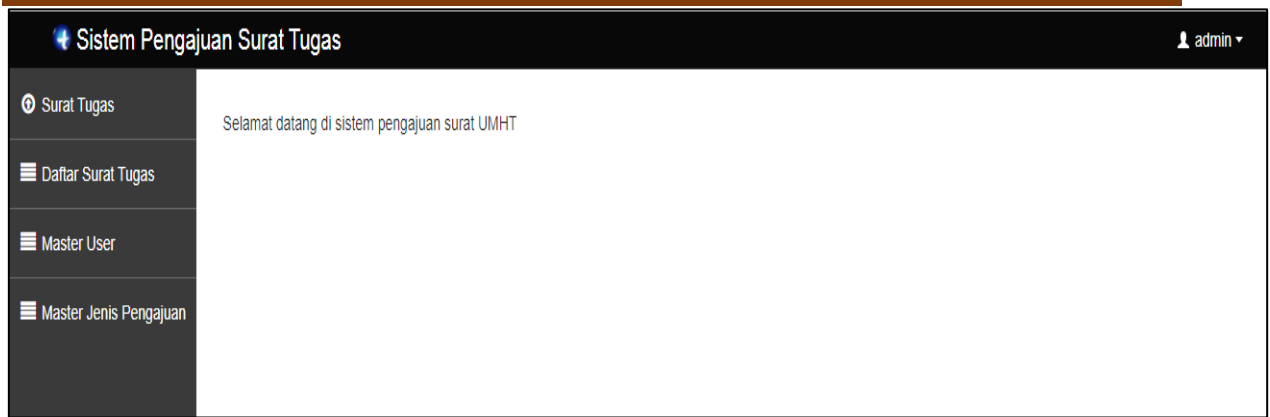 Sistem Pengajuan Surat Tugas
admin
Surat Tugas
Selamat datang di sistem pengajuan surat UMHT
Daftar Surat Tugas
Master User
Master Jenis Pengajuan